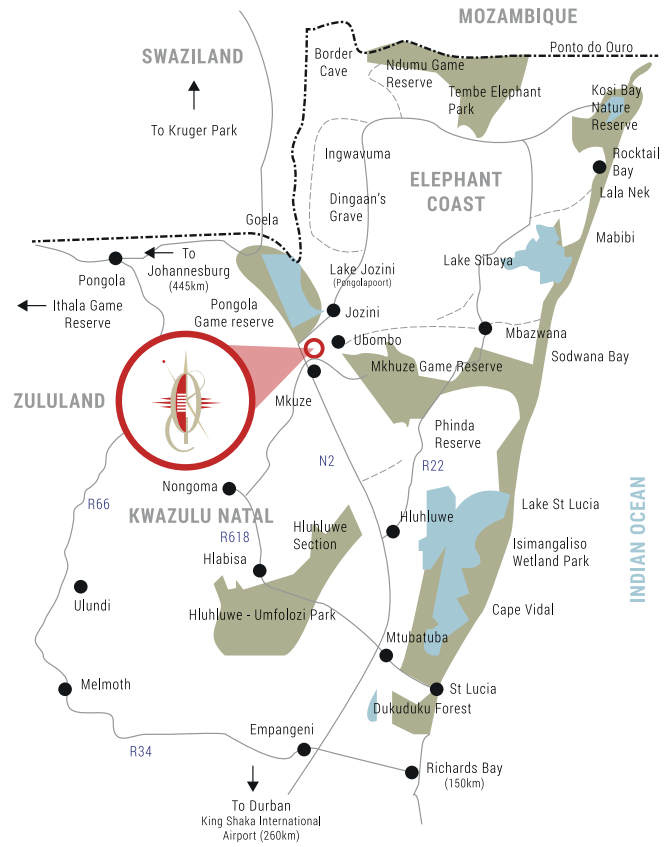 MOZAMBIQUE
SWAZILAND
Ponto do Ouro
Border
Cave
Ndumu Game
Reserve
Tembe Elephant
Park
Kosi Bay
Nature
Reserve
To Kruger Park
Ingwavuma
Rocktail
Bay
ELEPHANT
COAST
Dingaan's
Grave
Lala Nek
Goela
Mabibi
To
Johannesburg
(445km)
Pongola
Lake Jozini
(Pongolapoort)
Lake Sibaya
Ithala Game
Reserve
Pongola
Game reserve
Jozini
Ubombo
Mbazwana
Sodwana Bay
Mkhuze Game Reserve
ZULULAND
Mkuze
Phinda
Reserve
N2
R22
Nongoma
R66
KWAZULU NATAL
R618
Hluhluwe
Section
Hluhluwe
Lake St Lucia
Isimangaliso
Wetland Park
INDIAN OCEAN
Hlabisa
Ulundi
Hluhluwe - Umfolozi Park
Cape Vidal
Mtubatuba
Melmoth
St Lucia
Dukuduku Forest
Empangeni
R34
Richards Bay
(150km)
To Durban
King Shaka International
Airport (260km)